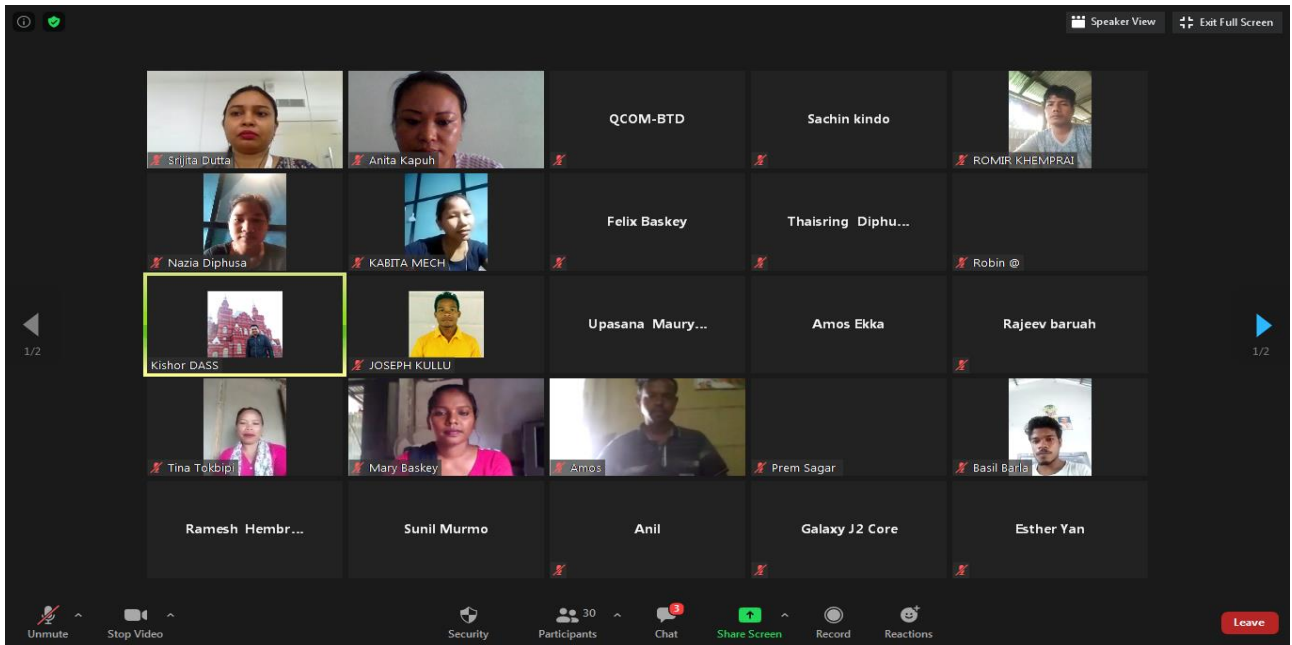 Speaker View Exit Full Screen
Srijita Dutta Anita Kapuh QCOM-BTD Sachin kindo ROMIR KHEMPRAI
Nazia Diphusa KABITA MECH Felix Baskey Thaisring Diphu... Robin @
Kishor DASS JOSEPH KULLU Upasana Maury... Amos Ekka Rajeev baruah
1/2 1/2
Tina Tokbipi Mary Baskey Amos Prem Sagar Basil Barla
Ramesh Hembr... Sunil Murmo Anil Galaxy J2 Core Esther Yan
30 3
Unmute Stop Video Security Participants Chat Share Screen Record Reactions Leave